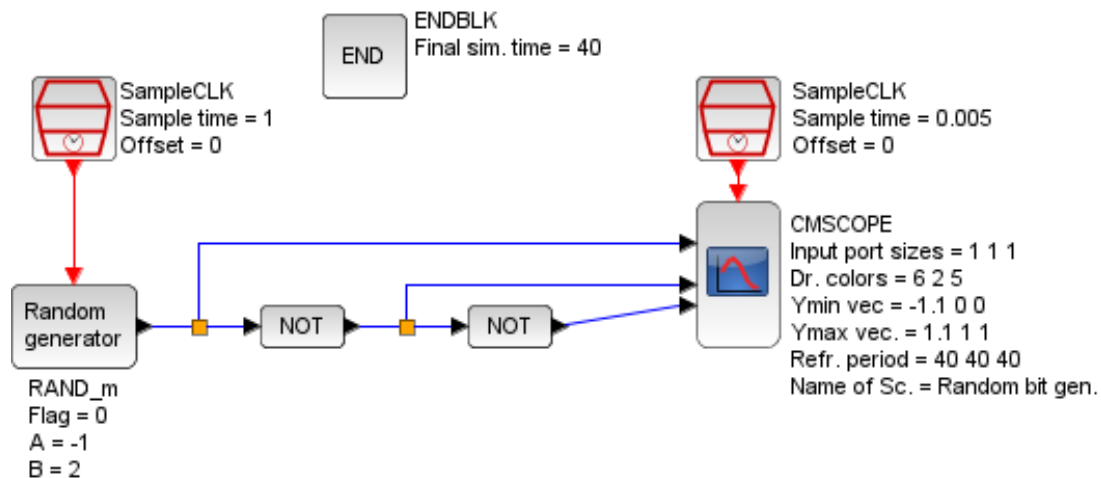 ENDBLK
Final sim. time = 40
END
SampleCLK
Sample time = 1
Offset = 0
SampleCLK
Sample time = 0.005
Offset = 0
CMSCOPE
Input port sizes = 1 1 1
Dr. colors = 6 2 5
Ymin vec = -1.1 0 0
Ymax vec. = 1.1 1 1
Refr. period = 40 40 40
Name of Sc. = Random bit gen.
Random
generator
NOT
NOT
RAND_m
Flag = 0
A = -1
B = 2